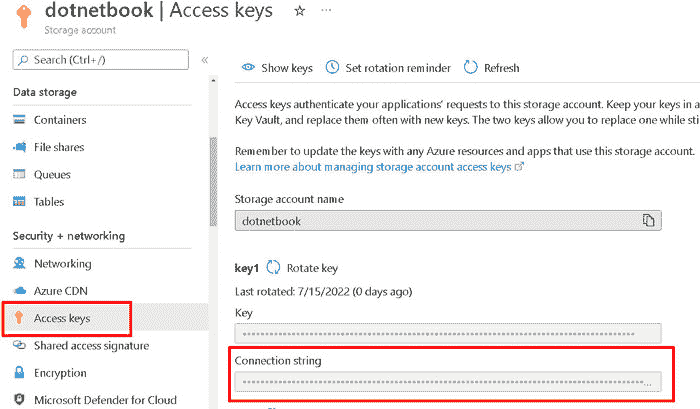 dotnetbook | Access keys
Storage account
Search (Ctrl+/)
Data storage
Containers
File shares
Queues
Tables
Security + networking
Networking
Azure CDN
Access keys
Shared access signature
Encryption
Microsoft Defender for Cloud
Show keys
Set rotation reminder
Refresh
Access keys authenticate your applications' requests to this storage account. Keep your keys in a
Key Vault, and replace them often with new keys. The two keys allow you to replace one while sti
Remember to update the keys with any Azure resources and apps that use this storage account.
Learn more about managing storage account access keys
Storage account name
dotnetbook
key1 Rotate key
Last rotated: 7/15/2022 (0 days ago)
Key
Connection string